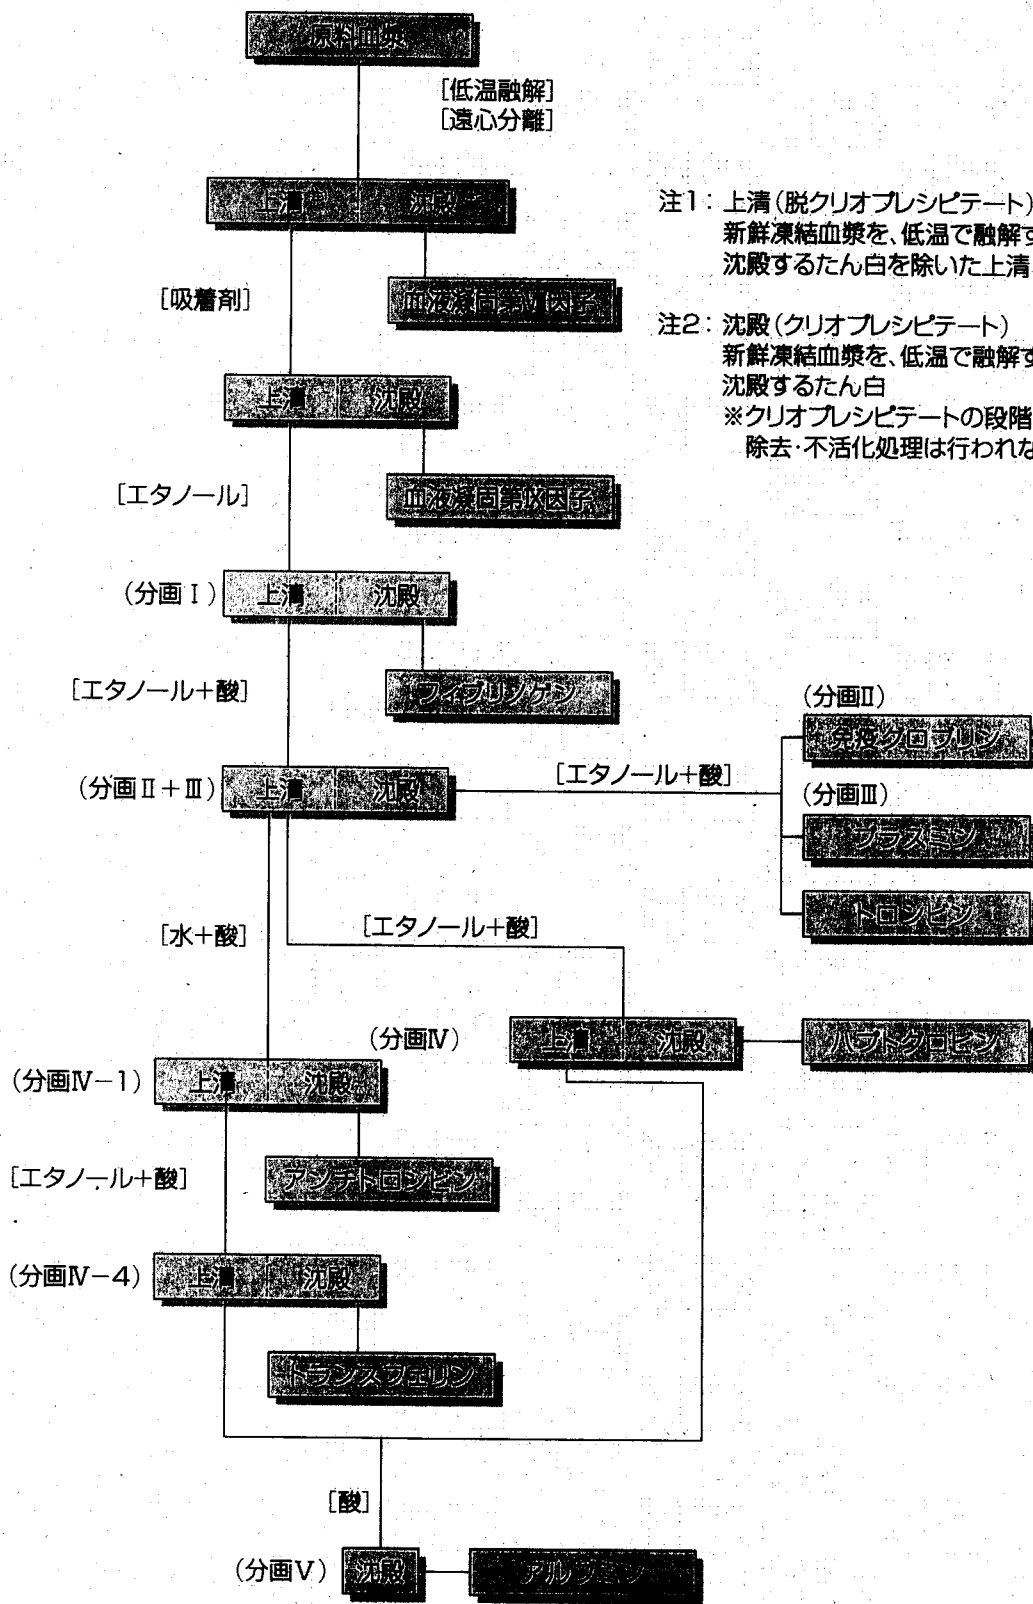 原料血漿
[低温融解]
[遠心分離]
上清 沈殿
注1：上清(脱クリオプレシピテート)
新鮮凍結血漿を、低温で融解す
沈殿するたん白を除いた上清
[吸着剤]
血液凝固第Ⅷ因子
注2：沈殿(クリオプレシピテート)
新鮮凍結血漿を、低温で融解す
沈殿するたん白
※クリオプレシピテートの段階
除去・不活化処理は行われな
上清 沈殿
[エタノール]
血液凝固第Ⅸ因子
(分画Ⅰ) 上清 沈殿
[エタノール+酸]
フィブリノゲン
(分画Ⅱ)
免疫グロブリン
(分画Ⅱ+Ⅲ) 上清 沈殿
[エタノール+酸]
(分画Ⅲ)
プラスミン
トロンビン
[水+酸]
[エタノール+酸]
(分画Ⅳ) 上清 沈殿
ハプトグロビン
(分画Ⅳ-1) 上清 沈殿
[エタノール+酸]
アンチトロンビン
(分画Ⅳ-4) 上清 沈殿
トランスフェリン
[酸]
(分画Ⅴ) 沈殿
アルブミン